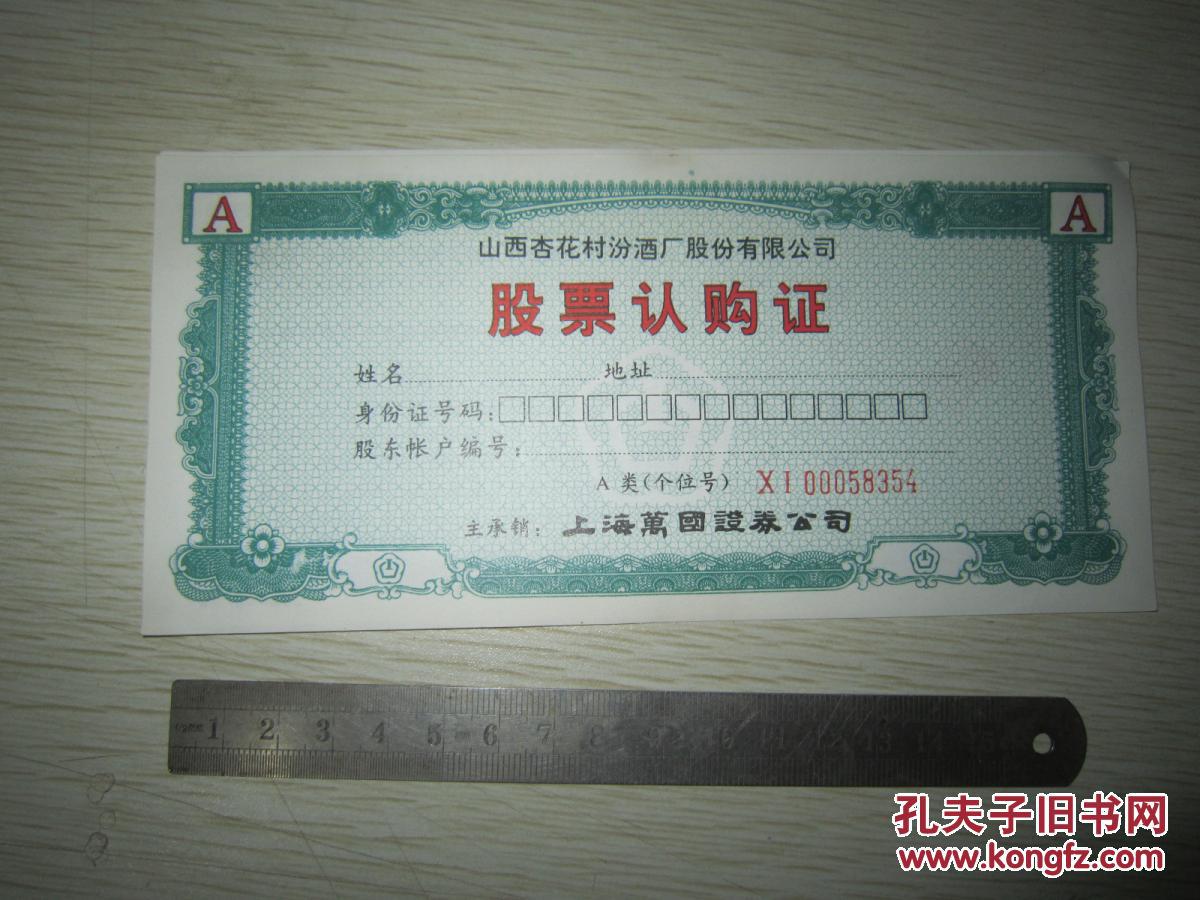 A
A
山西杏花村汾酒厂股份有限公司
股票认购证
姓名 地址
身份证号码:
股东帐户编号:
A 类(个位号) XI 00058354
主承销: 上海萬國證券公司
1 2 3 4 5 6 7 8 9 10 11 12 13 14 15
孔夫子旧书网
www.kongfz.com